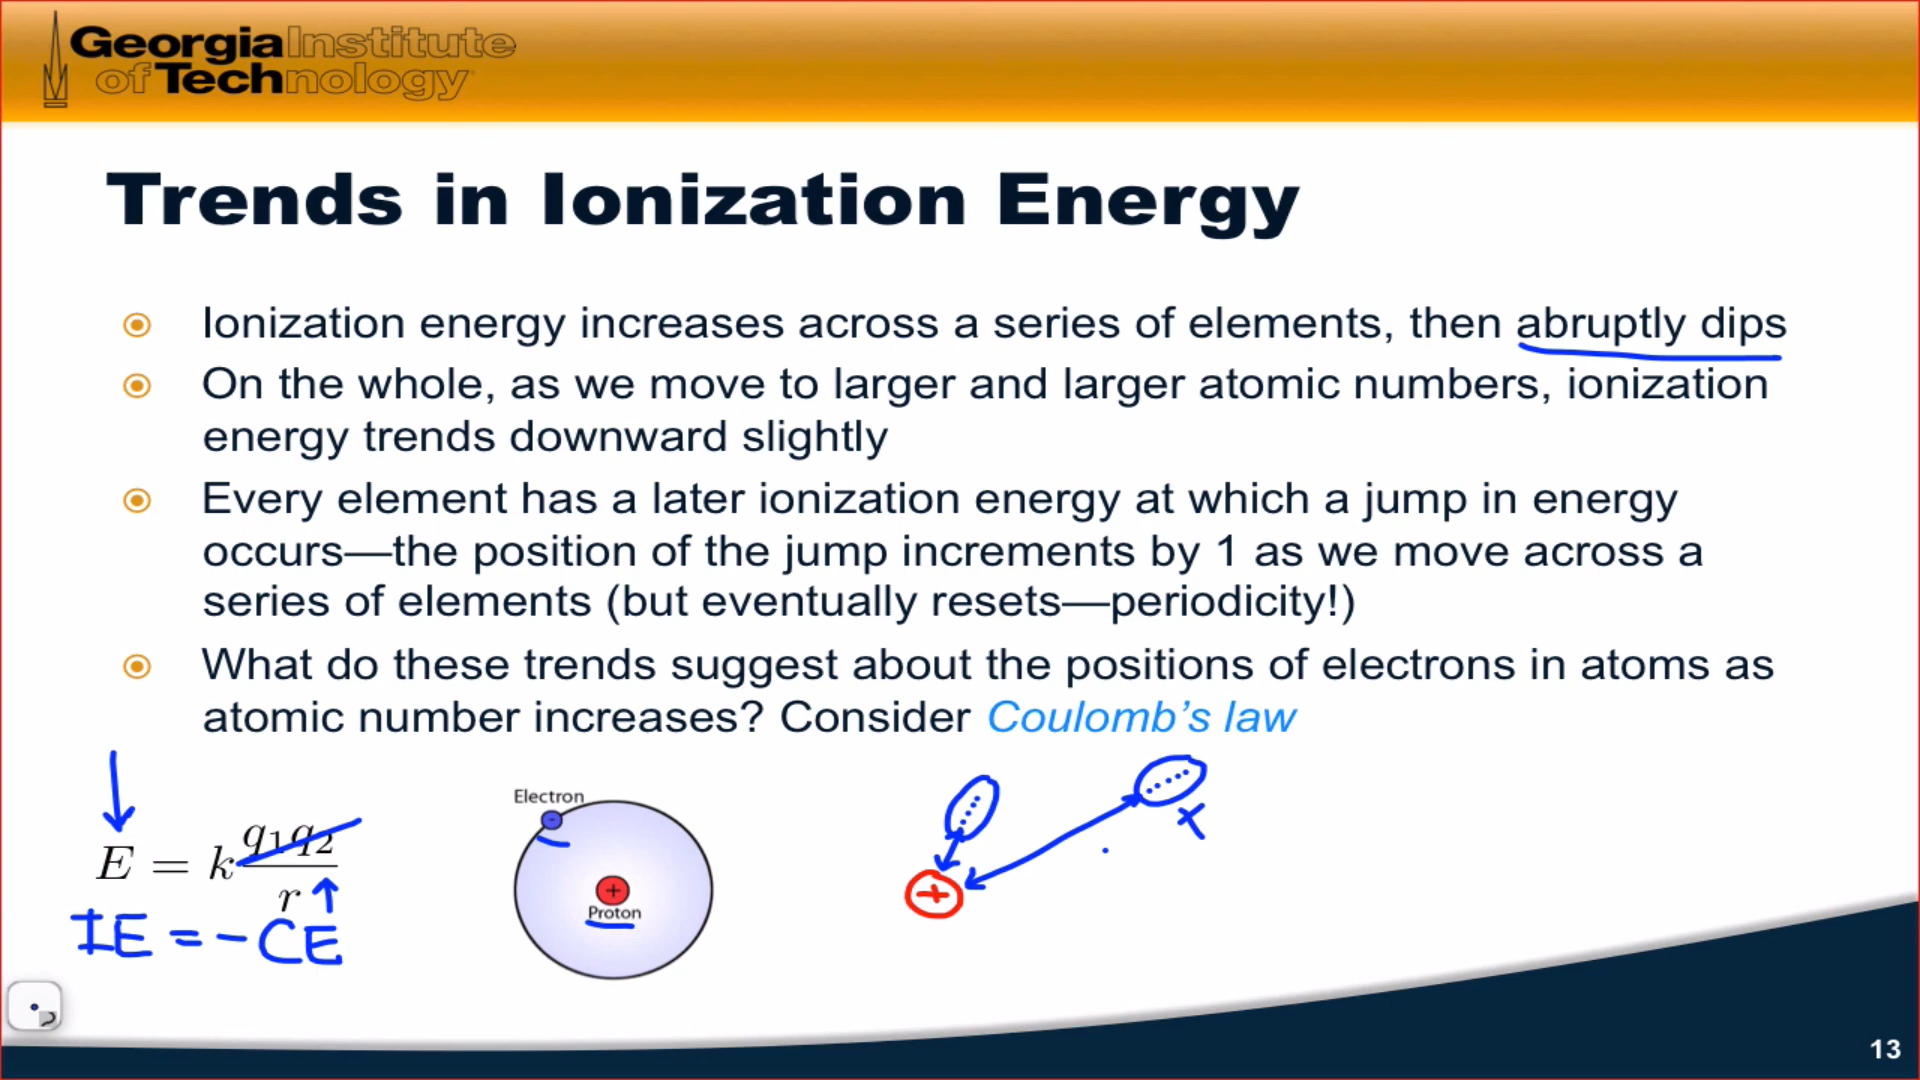 Georgia Institute
of Technology
Trends in Ionization Energy
Ionization energy increases across a series of elements, then abruptly dips
On the whole, as we move to larger and larger atomic numbers, ionization
energy trends downward slightly
Every element has a later ionization energy at which a jump in energy
occurs—the position of the jump increments by 1 as we move across a
series of elements (but eventually resets—periodicity!)
What do these trends suggest about the positions of electrons in atoms as
atomic number increases? Consider Coulomb's law
E = k q₁q₂ / r
IE = - CE
Electron
-
+
Proton
+
13